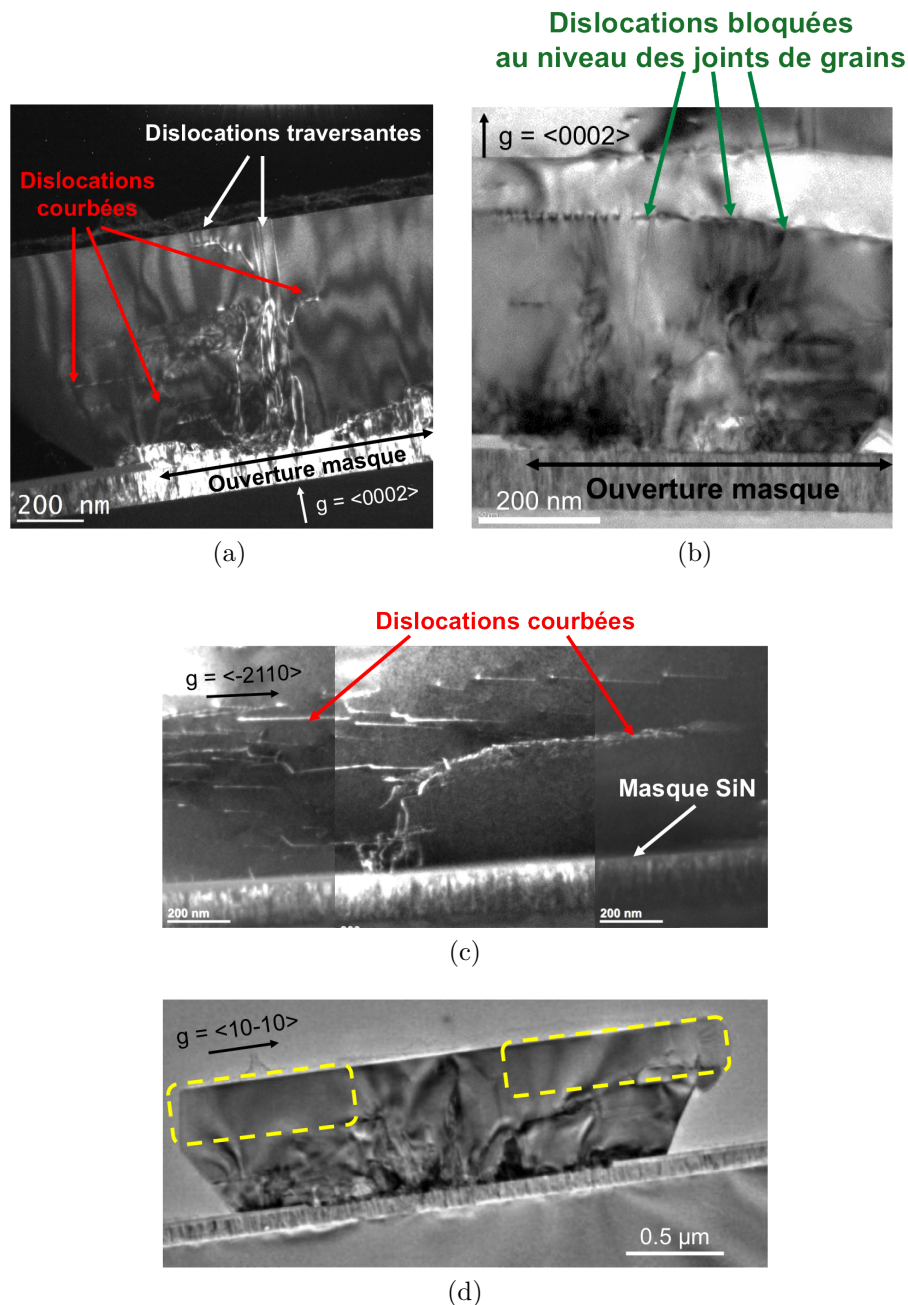 Dislocations bloquées
au niveau des joints de grains
Dislocations traversantes
Dislocations
courbées
Ouverture masque
200 nm
g = <0002>
(a)
g = <0002>
Ouverture masque
200 nm
(b)
Dislocations courbées
g = <-2110>
Masque SiN
200 nm
200 nm
(c)
g = <10-10>
0.5 µm
(d)